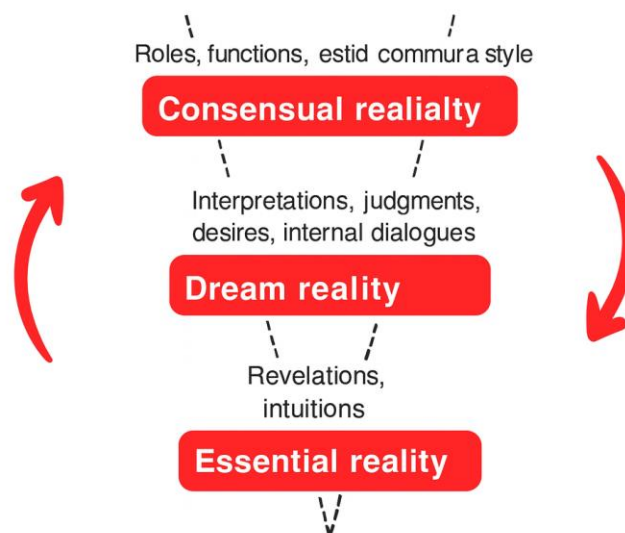 Roles, functions, estid commura style
Consensual realialty
Interpretations, judgments,
desires, internal dialogues
Dream reality
Revelations,
intuitions
Essential reality